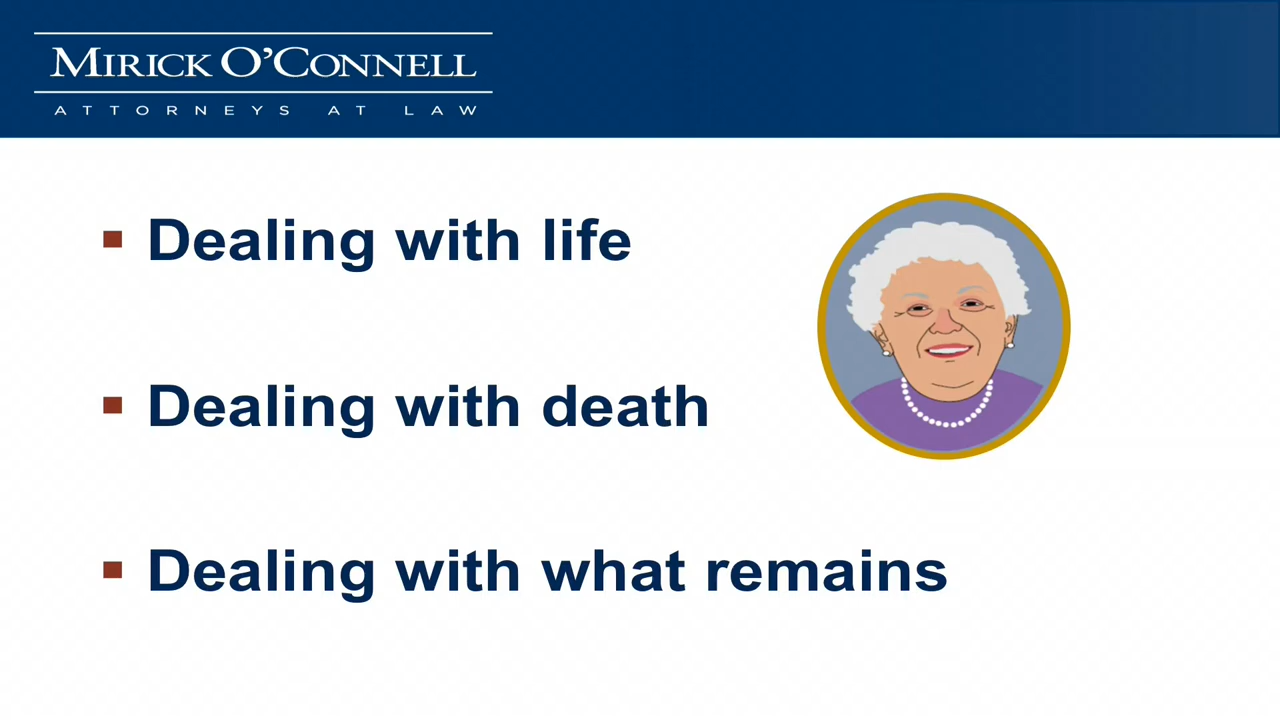 MIRICK O'CONNELL
ATTORNEYS AT LAW
Dealing with life
Dealing with death
Dealing with what remains